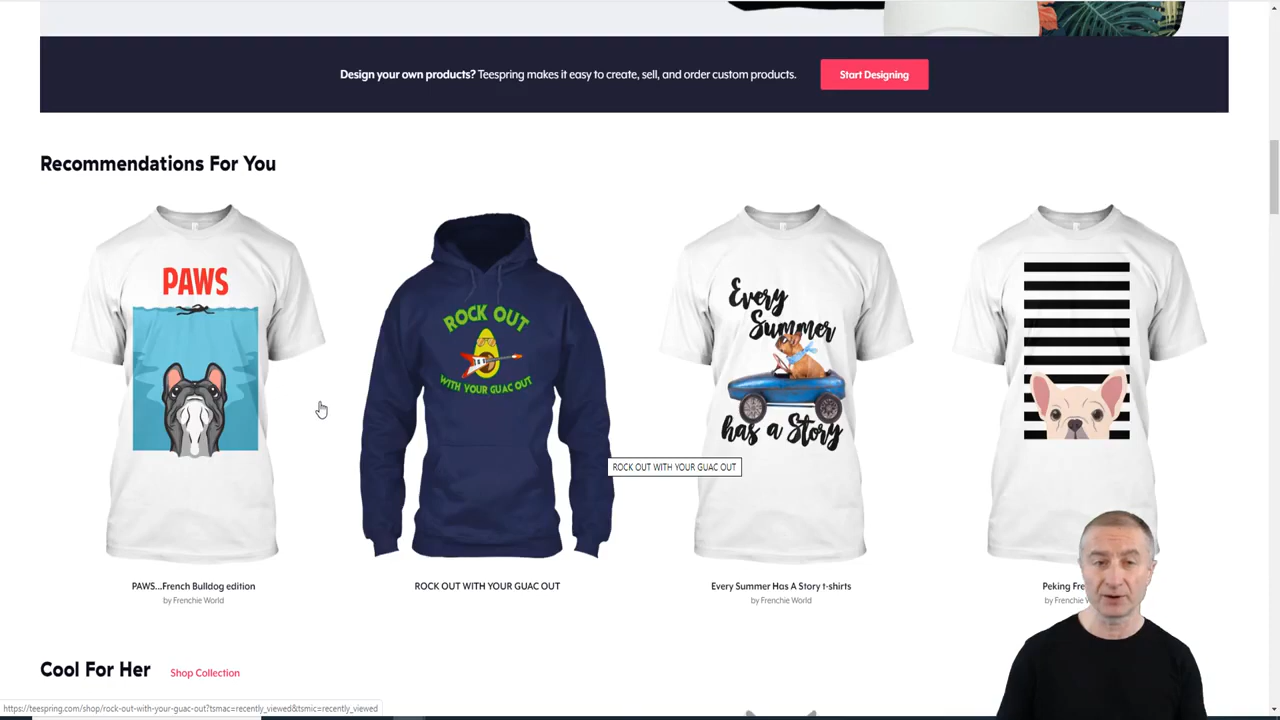 Design your own products? Teespring makes it easy to create, sell, and order custom products.
Start Designing
Recommendations For You
PAWS
ROCK OUT
WITH YOUR GUAC OUT
Every
Summer
has a Story
ROCK OUT WITH YOUR GUAC OUT
PAWS...French Bulldog edition
by Frenchie World
ROCK OUT WITH YOUR GUAC OUT
Every Summer Has A Story t-shirts
by Frenchie World
Peking
by Frenchie
Cool For Her
Shop Collection
https://teespring.com/shop/rock-out-with-your-guac-out?tsmac=recently_viewed&tsmic=recently_viewed